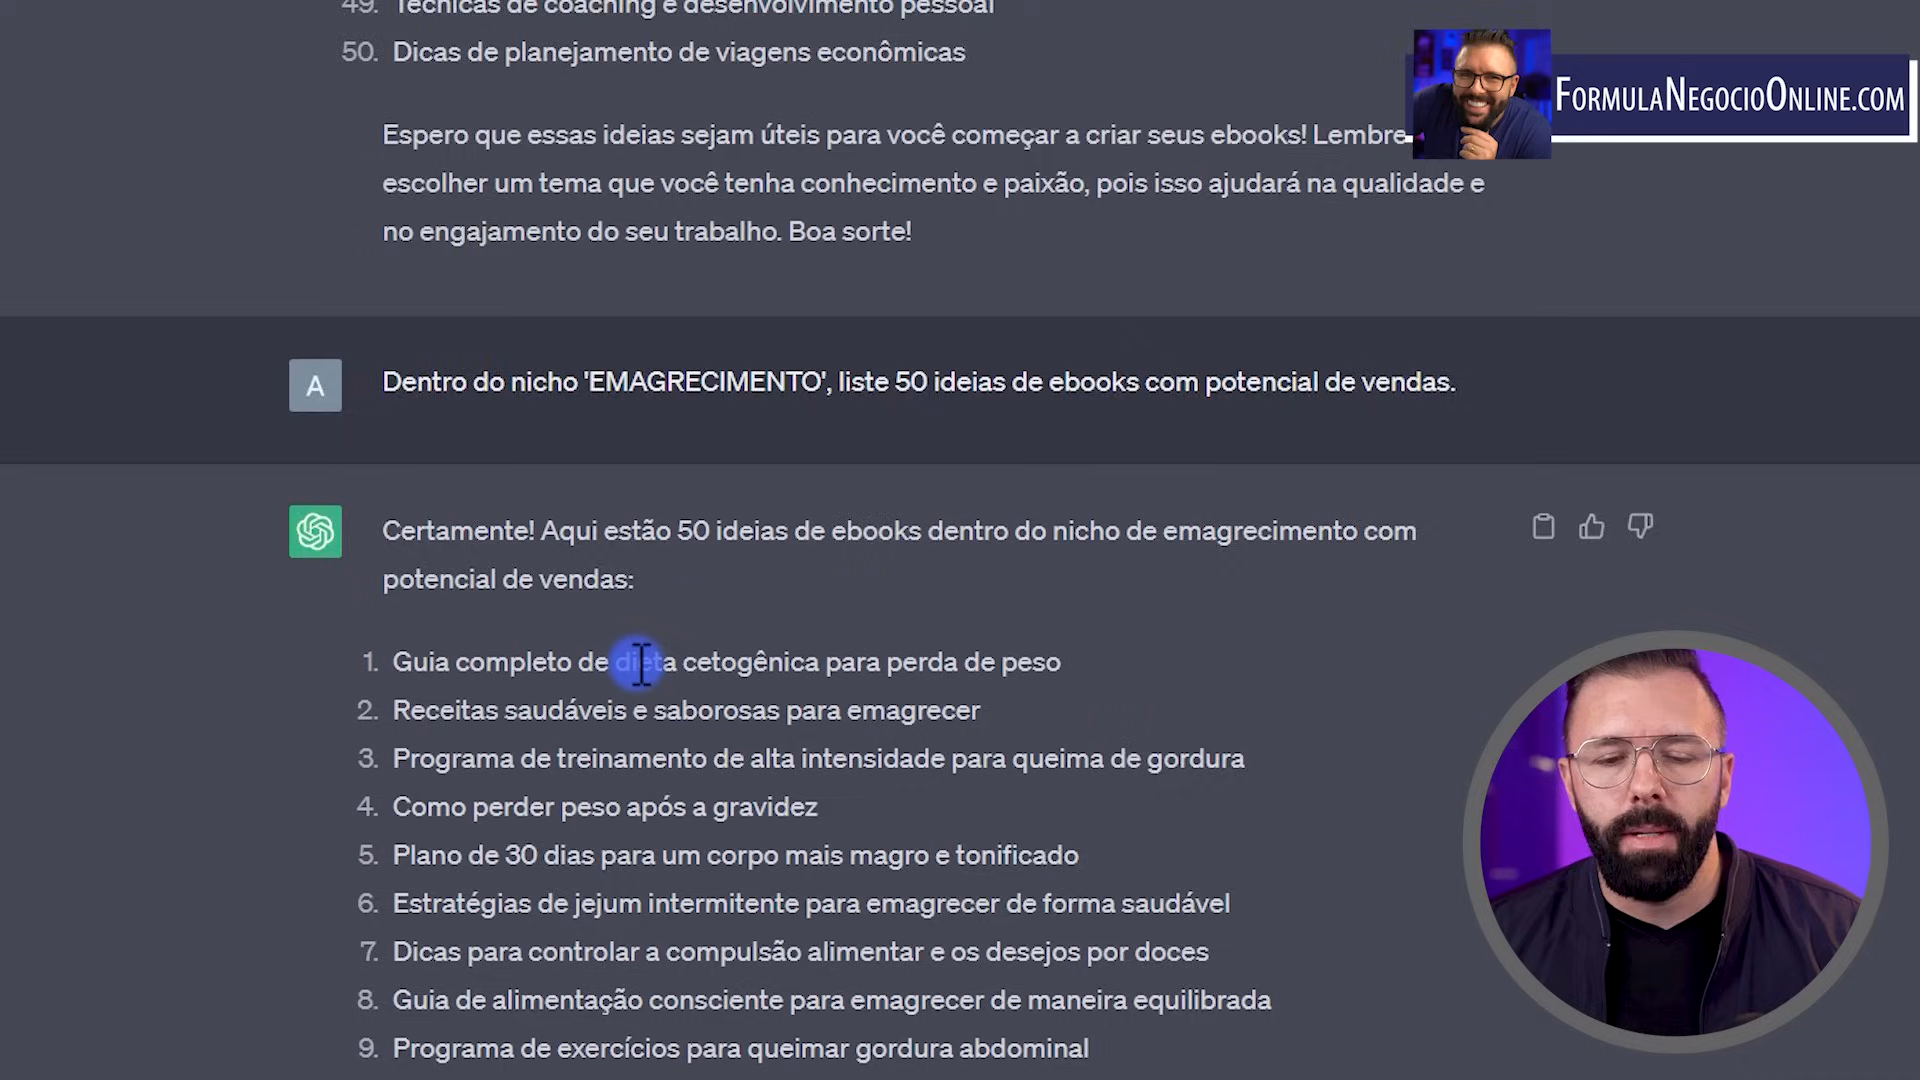 49. Técnicas de coaching e desenvolvimento pessoal
50. Dicas de planejamento de viagens econômicas
FormulaNegocioOnline.com
Espero que essas ideias sejam úteis para você começar a criar seus ebooks! Lembre
escolher um tema que você tenha conhecimento e paixão, pois isso ajudará na qualidade e
no engajamento do seu trabalho. Boa sorte!
A
Dentro do nicho 'EMAGRECIMENTO', liste 50 ideias de ebooks com potencial de vendas.
Certamente! Aqui estão 50 ideias de ebooks dentro do nicho de emagrecimento com
potencial de vendas:
1. Guia completo de dieta cetogênica para perda de peso
2. Receitas saudáveis e saborosas para emagrecer
3. Programa de treinamento de alta intensidade para queima de gordura
4. Como perder peso após a gravidez
5. Plano de 30 dias para um corpo mais magro e tonificado
6. Estratégias de jejum intermitente para emagrecer de forma saudável
7. Dicas para controlar a compulsão alimentar e os desejos por doces
8. Guia de alimentação consciente para emagrecer de maneira equilibrada
9. Programa de exercícios para queimar gordura abdominal